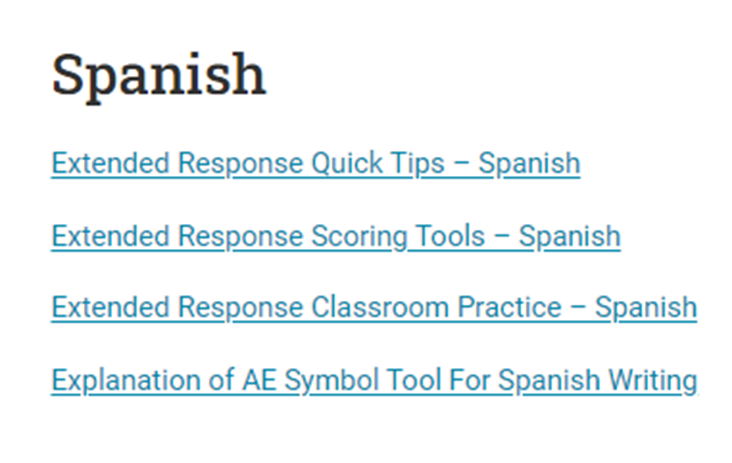 Spanish
Extended Response Quick Tips – Spanish
Extended Response Scoring Tools – Spanish
Extended Response Classroom Practice – Spanish
Explanation of AE Symbol Tool For Spanish Writing